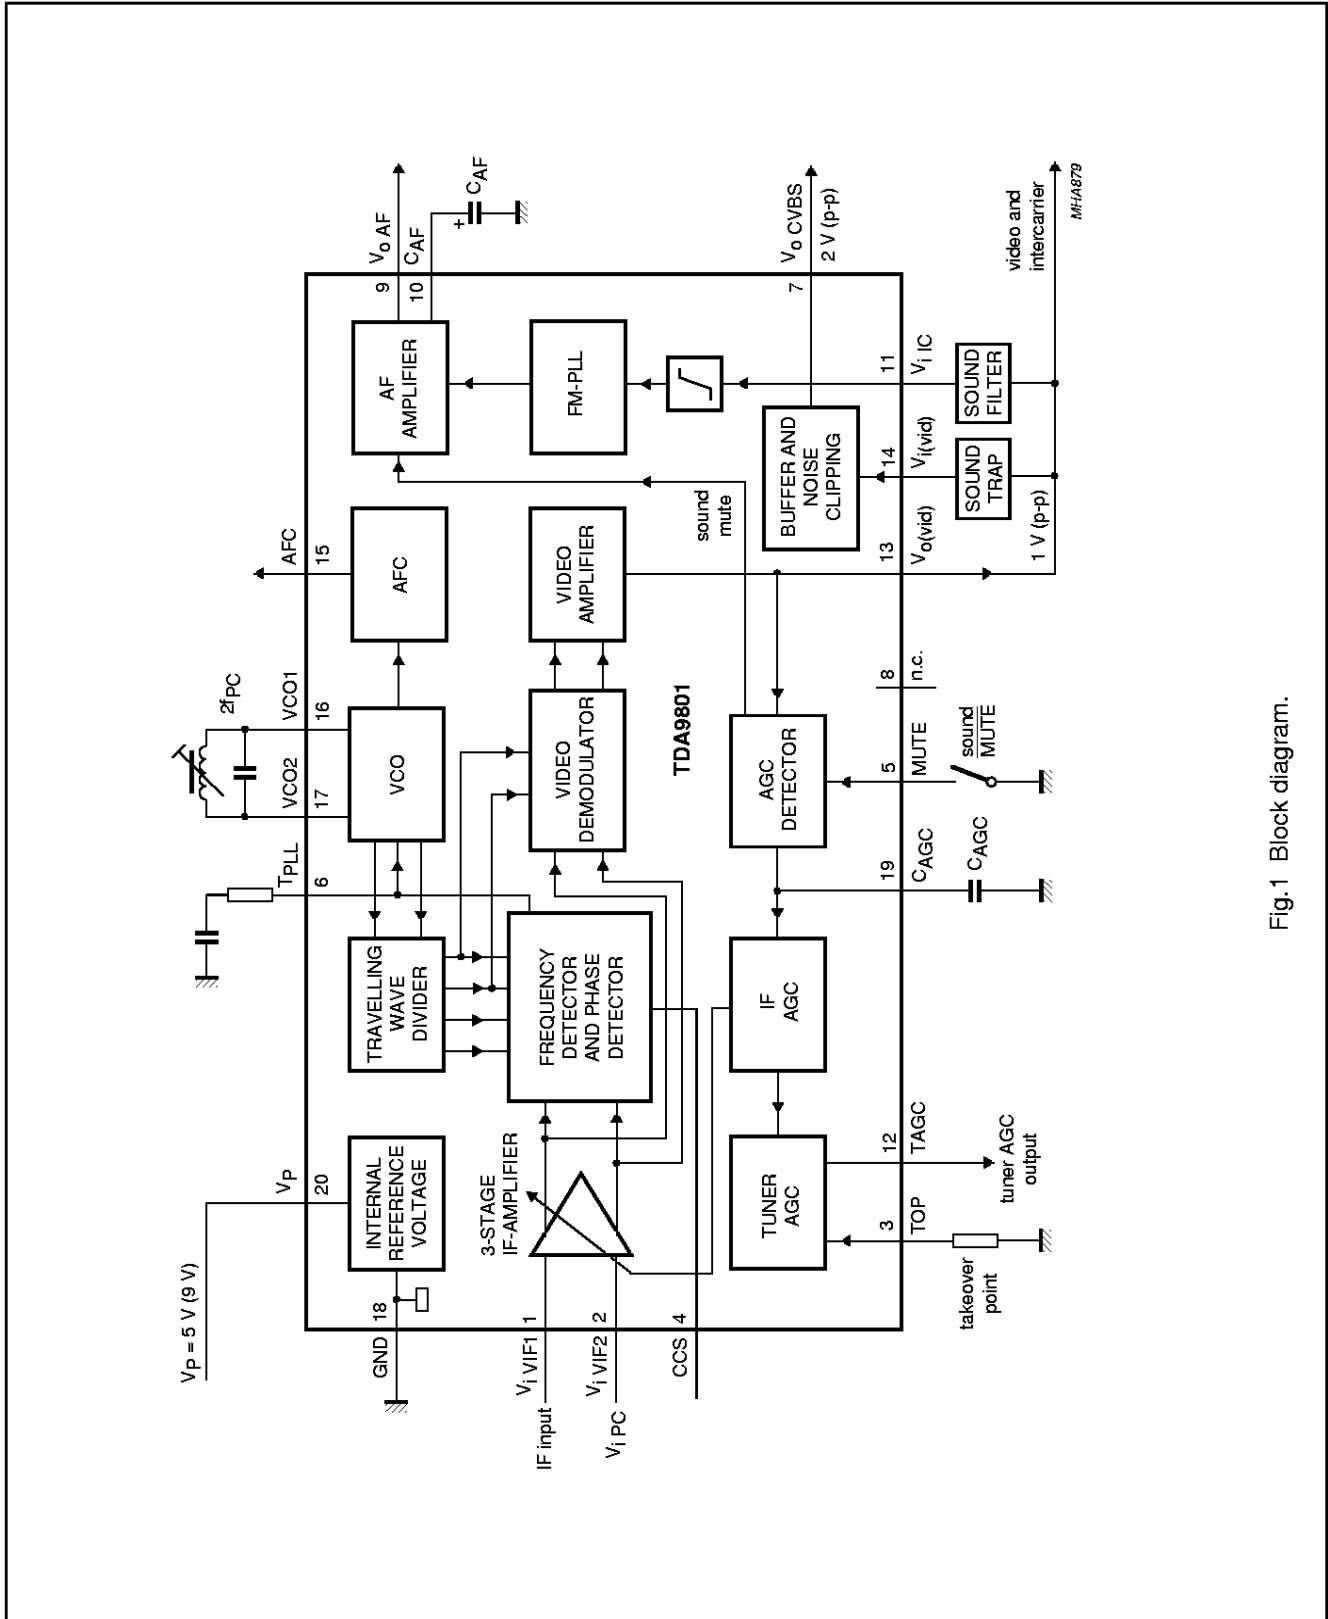 VP = 5 V (9 V)
VP
20
TPLL
6
VCO2
17
2fPC
VCO1
16
AFC
15
GND
18
INTERNAL
REFERENCE
VOLTAGE
TRAVELLING
WAVE
DIVIDER
VCO
AFC
AF
AMPLIFIER
9
Vo AF
10
CAF
+
CAF
3-STAGE
IF-AMPLIFIER
IF input
Vi VIF1
1
Vi VIF2
2
Vi PC
CCS
4
FREQUENCY
DETECTOR
AND PHASE
DETECTOR
VIDEO
DEMODULATOR
VIDEO
AMPLIFIER
FM-PLL
TDA9801
sound
mute
TUNER
AGC
IF
AGC
AGC
DETECTOR
BUFFER AND
NOISE
CLIPPING
7
Vo CVBS
2 V (p-p)
3
TOP
takeover
point
12
TAGC
tuner AGC
output
19
CAGC
CAGC
5
MUTE
sound
MUTE
8
n.c.
13
Vo(vid)
1 V (p-p)
14
Vi(vid)
SOUND
TRAP
11
Vi IC
SOUND
FILTER
video and
intercarrier
MHA879
Fig.1 Block diagram.